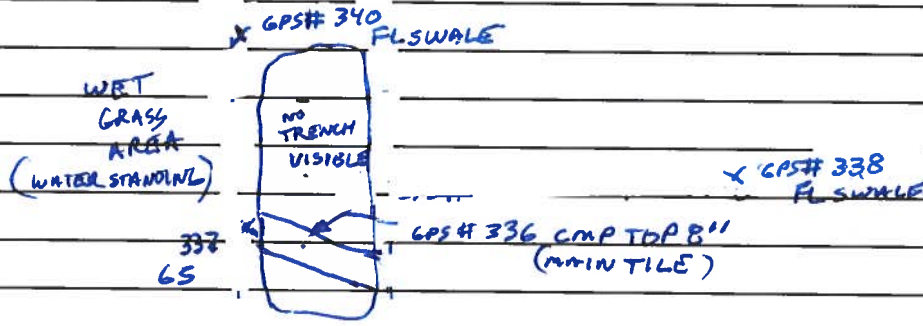 GPS# 340
FL SWALE
WET
GRASS
AREA
(WATER STANDING)
NO
TRENCH
VISIBLE
GPS# 338
FL SWALE
GPS# 336 CMP TOP 8"
(MAIN TILE)
337
GS